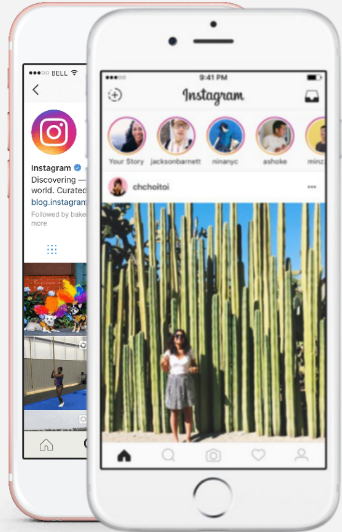 BELL
Instagram
Discovering —
world. Curated
blog.instagram
Followed by bake
more
9:41 PM
Instagram
Your Story jacksonbarnett ninanyc ashoke minz
chchoitoi